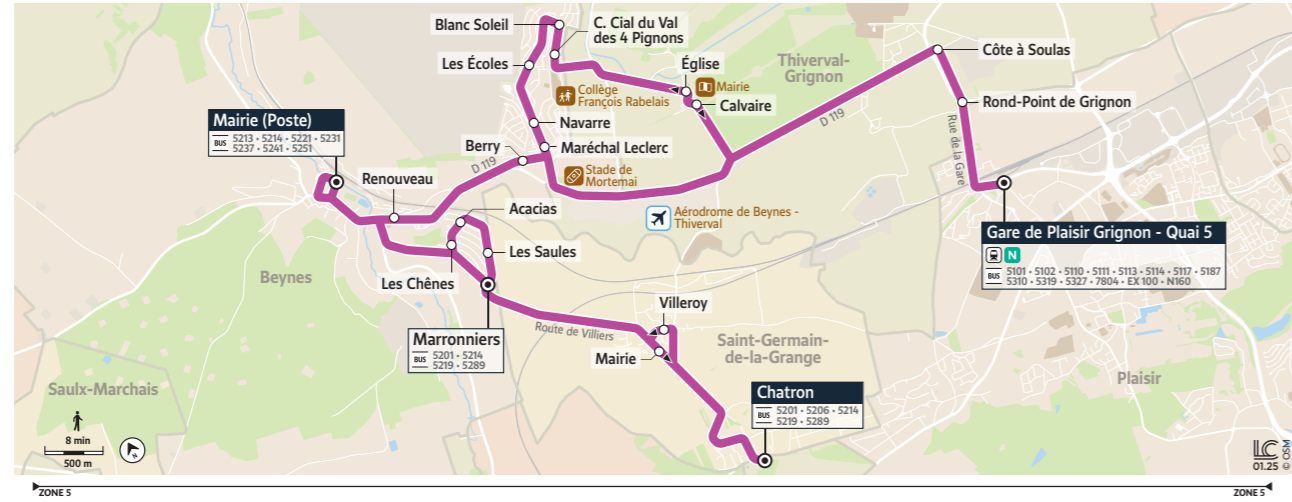 Blanc Soleil
C. Cial du Val
des 4 Pignons
Les Écoles
Église
Mairie
Calvaire
Thiverval-
Grignon
Côte à Soulas
Rond-Point de Grignon
Collège
François Rabelais
Navarre
Maréchal Leclerc
Berry
D 119
D 119
Rue de la Gare
Stade de
Mortemai
Mairie (Poste)
BUS
5213 • 5214 • 5221 • 5231
5237 • 5241 • 5251
Renouveau
Acacias
Les Saules
Les Chênes
Aérodrome de Beynes -
Thiverval
Gare de Plaisir Grignon - Quai 5
N
BUS
5101 • 5102 • 5110 • 5111 • 5113 • 5114 • 5117 • 5187
5310 • 5319 • 5327 • 7804 • EX 100 • N160
Beynes
Marronniers
BUS
5201 • 5214
5219 • 5289
Route de Villiers
Villeroy
Mairie
Saint-Germain-
de-la-Grange
Chatron
BUS
5201 • 5206 • 5214
5219 • 5289
Plaisir
Saulx-Marchais
8 min
500 m
N
LC
01.25
© OSM
ZONE 5
ZONE 5